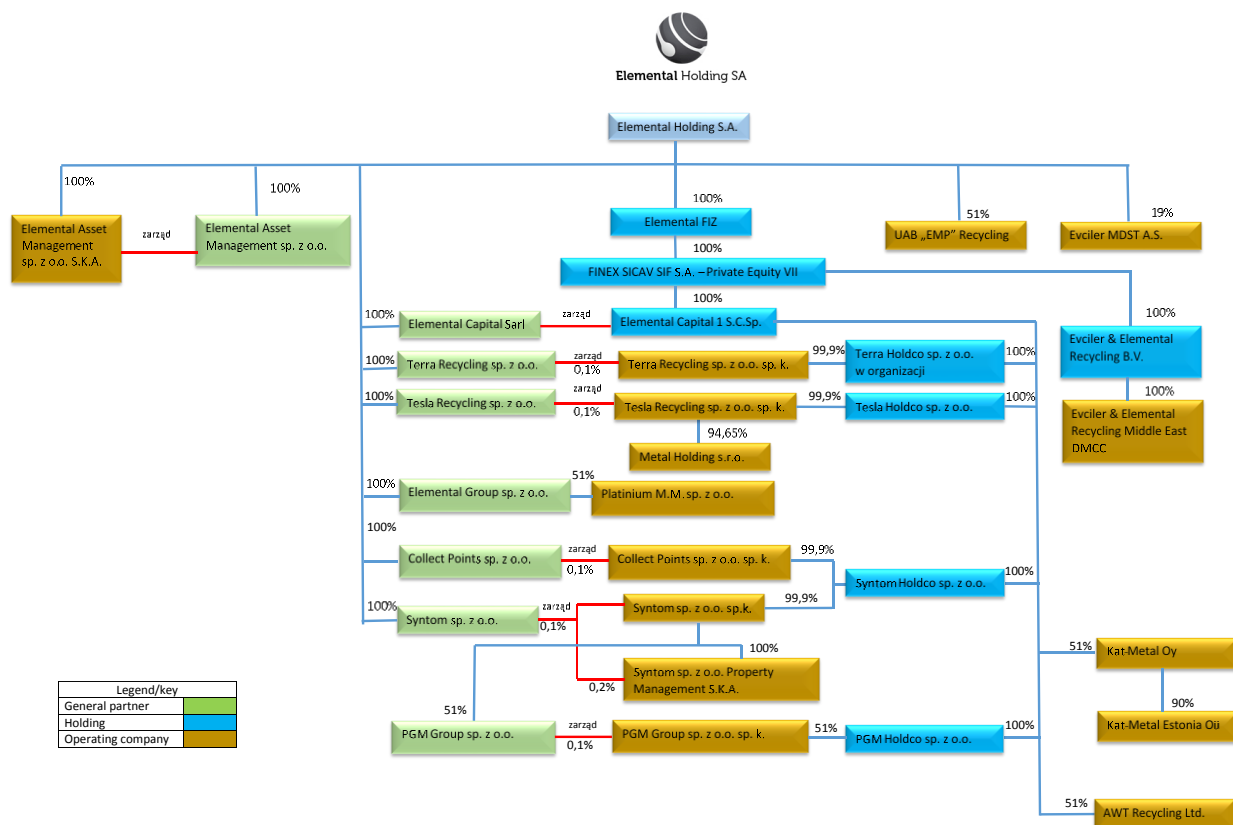 Elemental Holding SA
Elemental Holding S.A.
100%
100%
100%
51%
19%
Elemental Asset
Management
sp. z o.o. S.K.A.
zarząd
Elemental Asset
Management sp. z o.o.
Elemental FIZ
UAB „EMP” Recycling
Evciler MDST A.S.
100%
FINEX SICAV SIF S.A. –Private Equity VII
100%
100%
Elemental Capital Sarl
zarząd
Elemental Capital 1 S.C.Sp.
100%
Evciler & Elemental
Recycling B.V.
100%
Terra Recycling sp. z o.o.
zarząd
0,1%
Terra Recycling sp. z o.o. sp. k.
99,9%
Terra Holdco sp. z o.o.
w organizacji
100%
100%
Evciler & Elemental
Recycling Middle East
DMCC
100%
Tesla Recycling sp. z o.o.
zarząd
0,1%
Tesla Recycling sp. z o.o. sp. k.
99,9%
Tesla Holdco sp. z o.o.
100%
94,65%
Metal Holding s.r.o.
100%
Elemental Group sp. z o.o.
51%
Platinium M.M. sp. z o.o.
100%
Collect Points sp. z o.o.
zarząd
0,1%
Collect Points sp. z o.o. sp. k.
99,9%
Syntom Holdco sp. z o.o.
100%
100%
Syntom sp. z o.o.
zarząd
0,1%
Syntom sp. z o.o. sp.k.
99,9%
100%
0,2%
Syntom sp. z o.o. Property
Management S.K.A.
51%
Kat-Metal Oy
90%
Kat-Metal Estonia Oü
51%
PGM Group sp. z o.o.
zarząd
0,1%
PGM Group sp. z o.o. sp. k.
51%
PGM Holdco sp. z o.o.
100%
51%
AWT Recycling Ltd.
Legend/key
General partner
Holding
Operating company